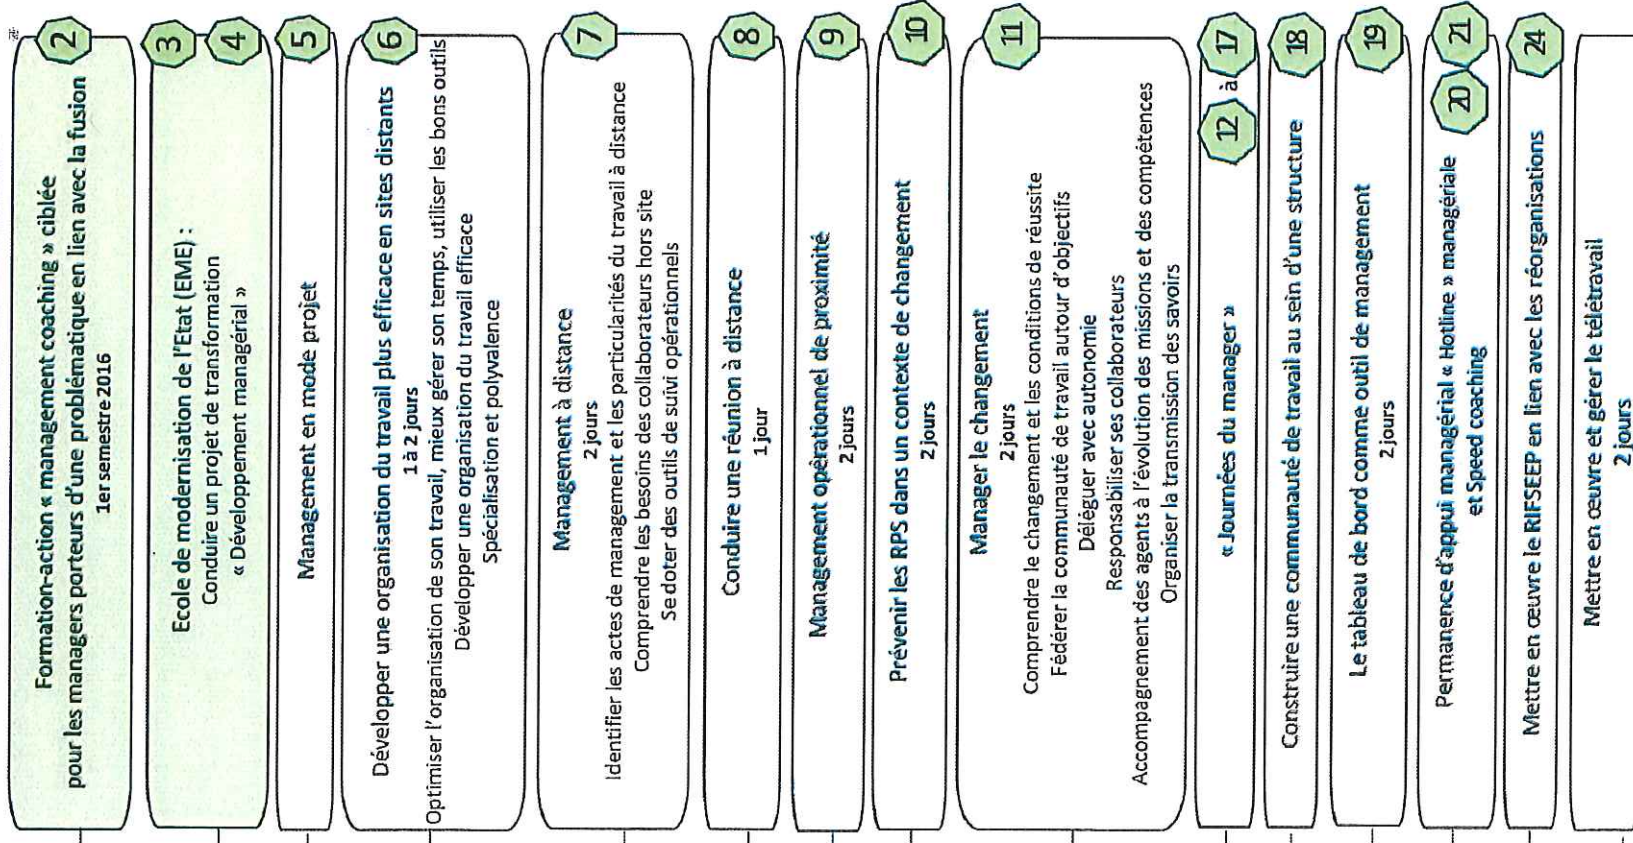 2
Formation-action « management coaching » ciblée
pour les managers porteurs d'une problématique en lien avec la fusion
1er semestre 2016
3
4
Ecole de modernisation de l'Etat (EME) :
Conduire un projet de transformation
« Développement managérial »
5
Management en mode projet
6
Développer une organisation du travail plus efficace en sites distants
1 à 2 jours
Optimiser l'organisation de son travail, mieux gérer son temps, utiliser les bons outils
Développer une organisation du travail efficace
Spécialisation et polyvalence
7
Management à distance
2 jours
Identifier les actes de management et les particularités du travail à distance
Comprendre les besoins des collaborateurs hors site
Se doter des outils de suivi opérationnels
8
Conduire une réunion à distance
1 jour
9
Management opérationnel de proximité
2 jours
10
Prévenir les RPS dans un contexte de changement
2 jours
11
Manager le changement
2 jours
Comprendre le changement et les conditions de réussite
Fédérer la communauté de travail autour d'objectifs
Déléguer avec autonomie
Responsabiliser ses collaborateurs
Accompagnement des agents à l'évolution des missions et des compétences
Organiser la transmission des savoirs
12 à 17
« Journées du manager »
18
Construire une communauté de travail au sein d'une structure
19
Le tableau de bord comme outil de management
2 jours
20 21
Permanence d'appui managérial « Hotline » managériale
et Speed coaching
24
Mettre en œuvre le RIFSEEP en lien avec les réorganisations
Mettre en œuvre et gérer le télétravail
2 jours